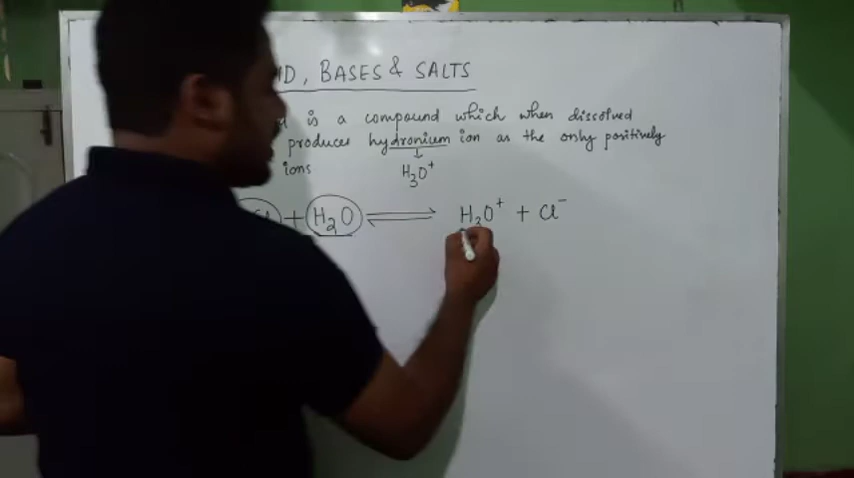 D, BASES & SALTS
is a compound which when dissolved
produces hydronium ion as the only positively
ions
H3O+
+ H2O ⇌ H3O+ + Cl-